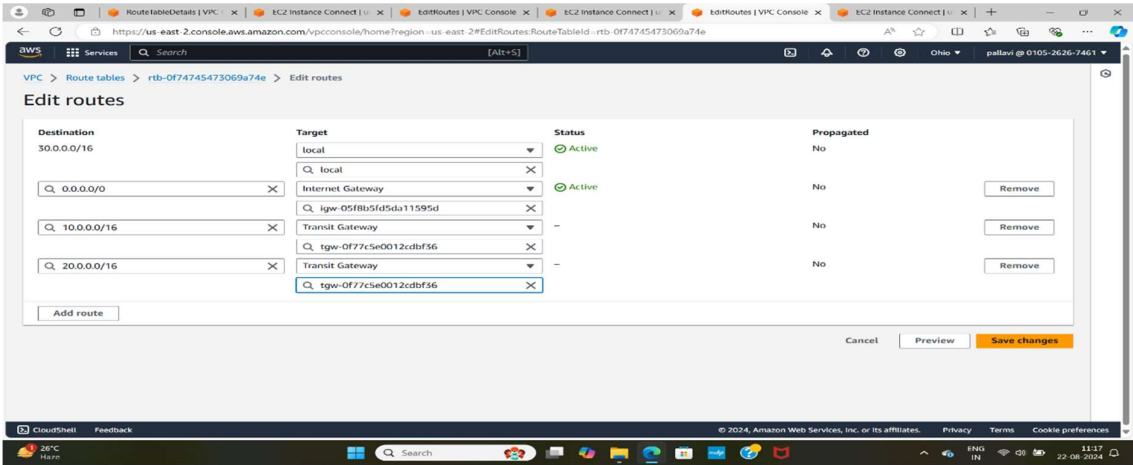 RouteTableDetails | VPC
EC2 Instance Connect | u
EditRoutes | VPC Console
EC2 Instance Connect | u
EditRoutes | VPC Console
EC2 Instance Connect | u
https://us-east-2.console.aws.amazon.com/vpcconsole/home?region=us-east-2#EditRoutes:RouteTableId=rtb-0f74745473069a74e
aws Services Search [Alt+S] Ohio pallavi @ 0105-2626-7461
VPC > Route tables > rtb-0f74745473069a74e > Edit routes
Edit routes
Destination Target Status Propagated
30.0.0.0/16 local Active No
local
0.0.0.0/0 Internet Gateway Active No Remove
igw-05f8b5fd5da11595d
10.0.0.0/16 Transit Gateway – No Remove
tgw-0f77c5e0012cdbf36
20.0.0.0/16 Transit Gateway – No Remove
tgw-0f77c5e0012cdbf36
Add route
Cancel Preview Save changes
CloudShell Feedback © 2024, Amazon Web Services, Inc. or its affiliates. Privacy Terms Cookie preferences
26°C
Haze
Search
ENG
IN
11:17
22-08-2024